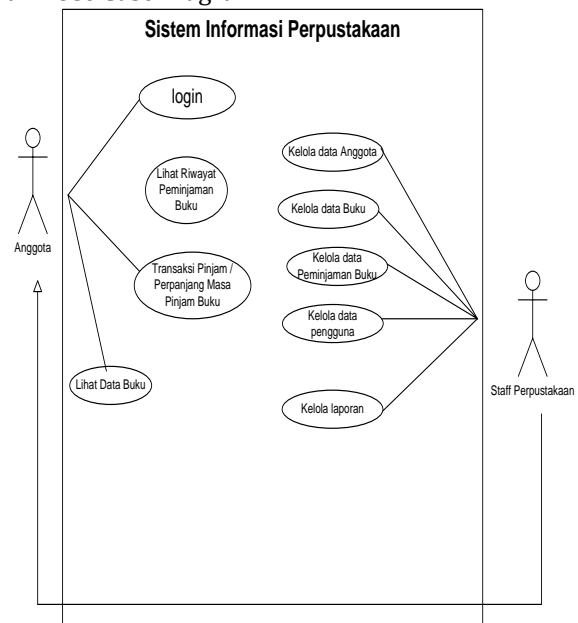 Sistem Informasi Perpustakaan
login
Lihat Riwayat
Peminjaman
Buku
Transaksi Pinjam /
Perpanjang Masa
Pinjam Buku
Lihat Data Buku
Anggota
Kelola data Anggota
Kelola data Buku
Kelola data
Peminjaman Buku
Kelola data
pengguna
Kelola laporan
Staff Perpustakaan